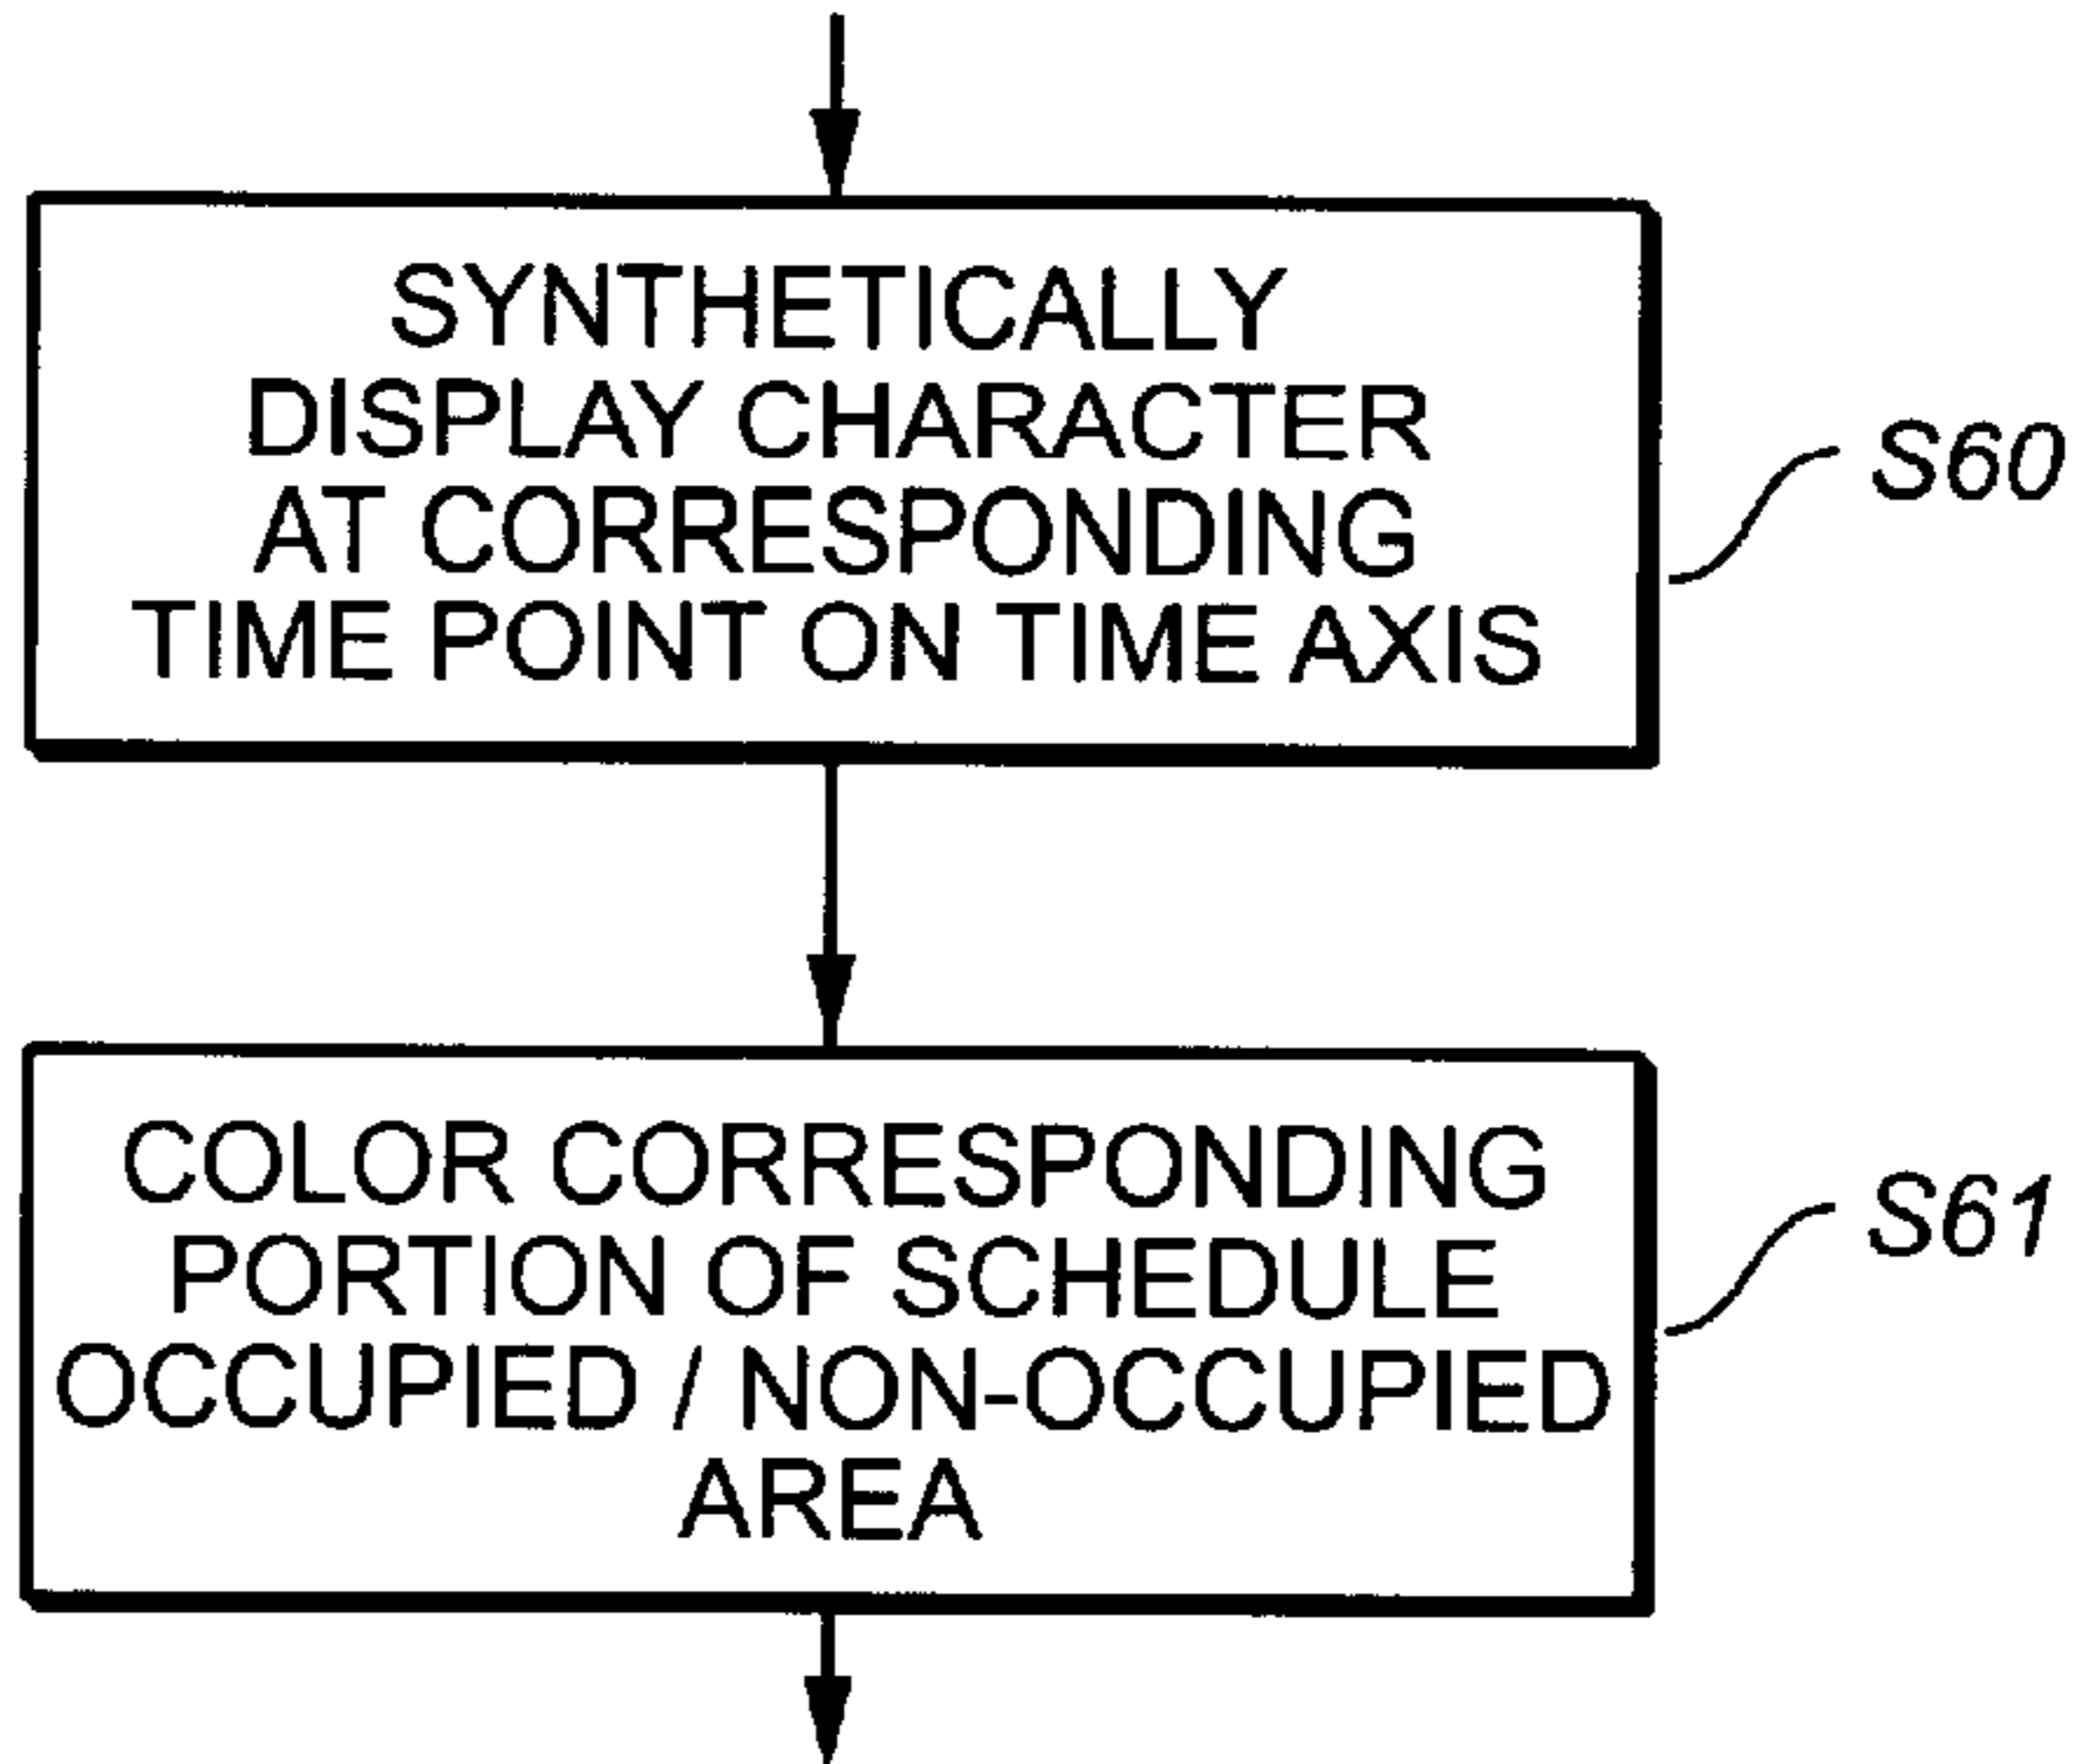 SYNTHETICALLY
DISPLAY CHARACTER
AT CORRESPONDING
TIME POINT ON TIME AXIS
S60
COLOR CORRESPONDING
PORTION OF SCHEDULE
OCCUPIED / NON-OCCUPIED
AREA
S61